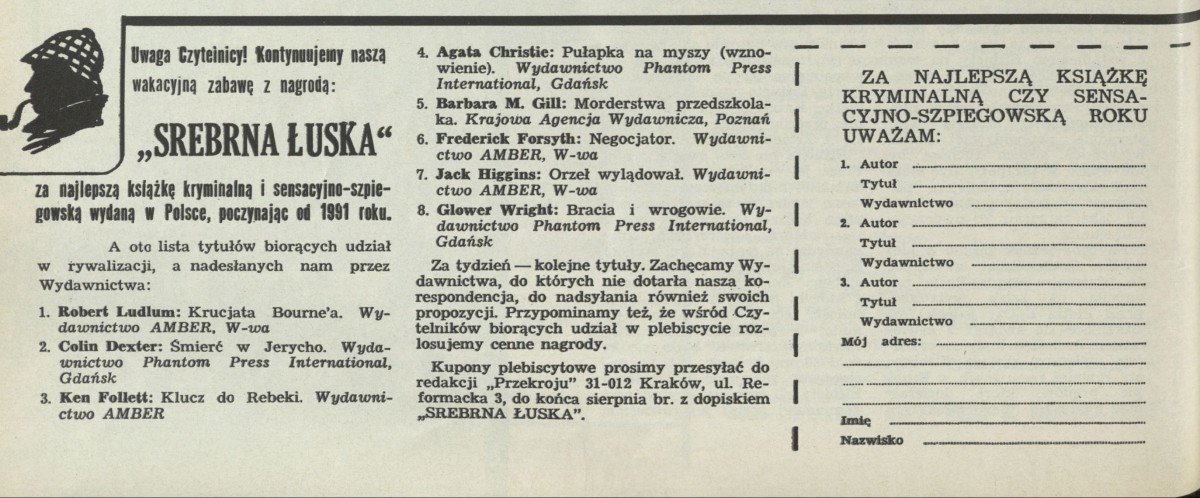 Uwaga Czytelnicy! Kontynuujemy naszą
wakacyjną zabawę z nagrodą:
„SREBRNA ŁUSKA“
za najlepszą książkę kryminalną i sensacyjno-szpie-
gowską wydaną w Polsce, poczynając od 1991 roku.
A oto lista tytułów biorących udział
w rywalizacji, a nadesłanych nam przez
Wydawnictwa:
1. Robert Ludlum: Krucjata Bourne'a. Wy-
dawnictwo AMBER, W-wa
2. Colin Dexter: Śmierć w Jerycho. Wyda-
wnictwo Phantom Press International,
Gdańsk
3. Ken Follett: Klucz do Rebeki. Wydawni-
ctwo AMBER
4. Agata Christie: Pułapka na myszy (wzno-
wienie). Wydawnictwo Phantom Press
International, Gdańsk
5. Barbara M. Gill: Morderstwa przedszkola-
ka. Krajowa Agencja Wydawnicza, Poznań
6. Frederick Forsyth: Negocjator. Wydawni-
ctwo AMBER, W-wa
7. Jack Higgins: Orzeł wylądował. Wydawni-
ctwo AMBER, W-wa
8. Glower Wright: Bracia i wrogowie. Wy-
dawnictwo Phantom Press International,
Gdańsk
Za tydzień — kolejne tytuły. Zachęcamy Wy-
dawnictwa, do których nie dotarła nasza ko-
respondencja, do nadsyłania również swoich
propozycji. Przypominamy też, że wśród Czy-
telników biorących udział w plebiscycie roz-
losujemy cenne nagrody.
Kupony plebiscytowe prosimy przesyłać do
redakcji „Przekroju” 31-012 Kraków, ul. Re-
formacka 3, do końca sierpnia br. z dopiskiem
„SREBRNA ŁUSKA”.
ZA NAJLEPSZĄ KSIĄŻKĘ
KRYMINALNĄ CZY SENSA-
CYJNO-SZPIEGOWSKĄ ROKU
UWAŻAM:
1. Autor
Tytuł
Wydawnictwo
2. Autor
Tytuł
Wydawnictwo
3. Autor
Tytuł
Wydawnictwo
Mój adres:
Imię
Nazwisko